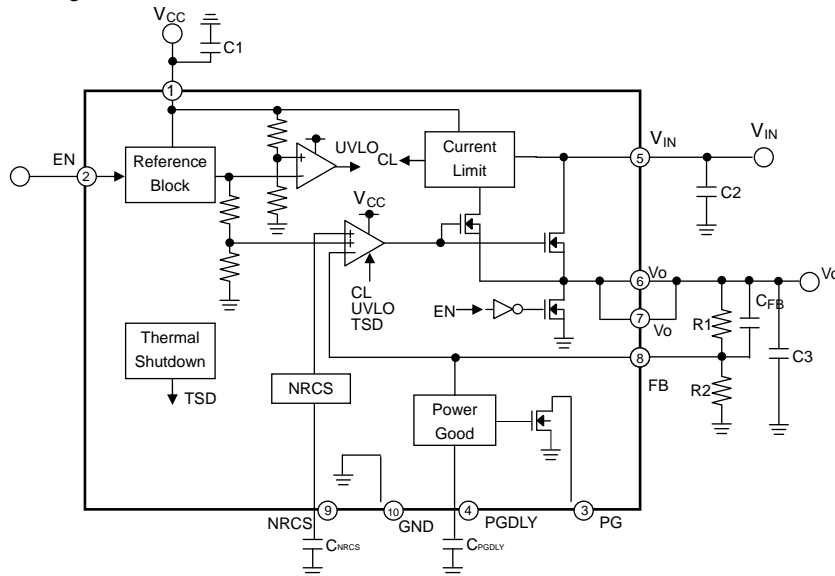 VCC
C1
1
EN
2
Reference
Block
UVLO
CL
Current
Limit
VIN
5
VIN
C2
VCC
CL
UVLO
TSD
EN
Vo
6
7
Vo
Vo
R1
CFB
C3
8
FB
R2
Thermal
Shutdown
TSD
NRCS
Power
Good
NRCS
9
10
GND
4
PGDLY
3
PG
CNRCS
CPGDLY